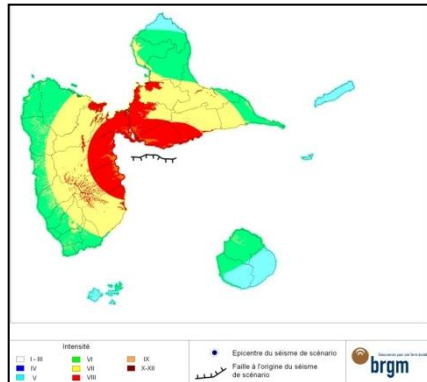 Intensité
I - III
IV
V
VI
VII
VIII
IX
X-XII
Epicentre du séisme de scénario
Faille à l'origine du séisme
de scénario
brgm